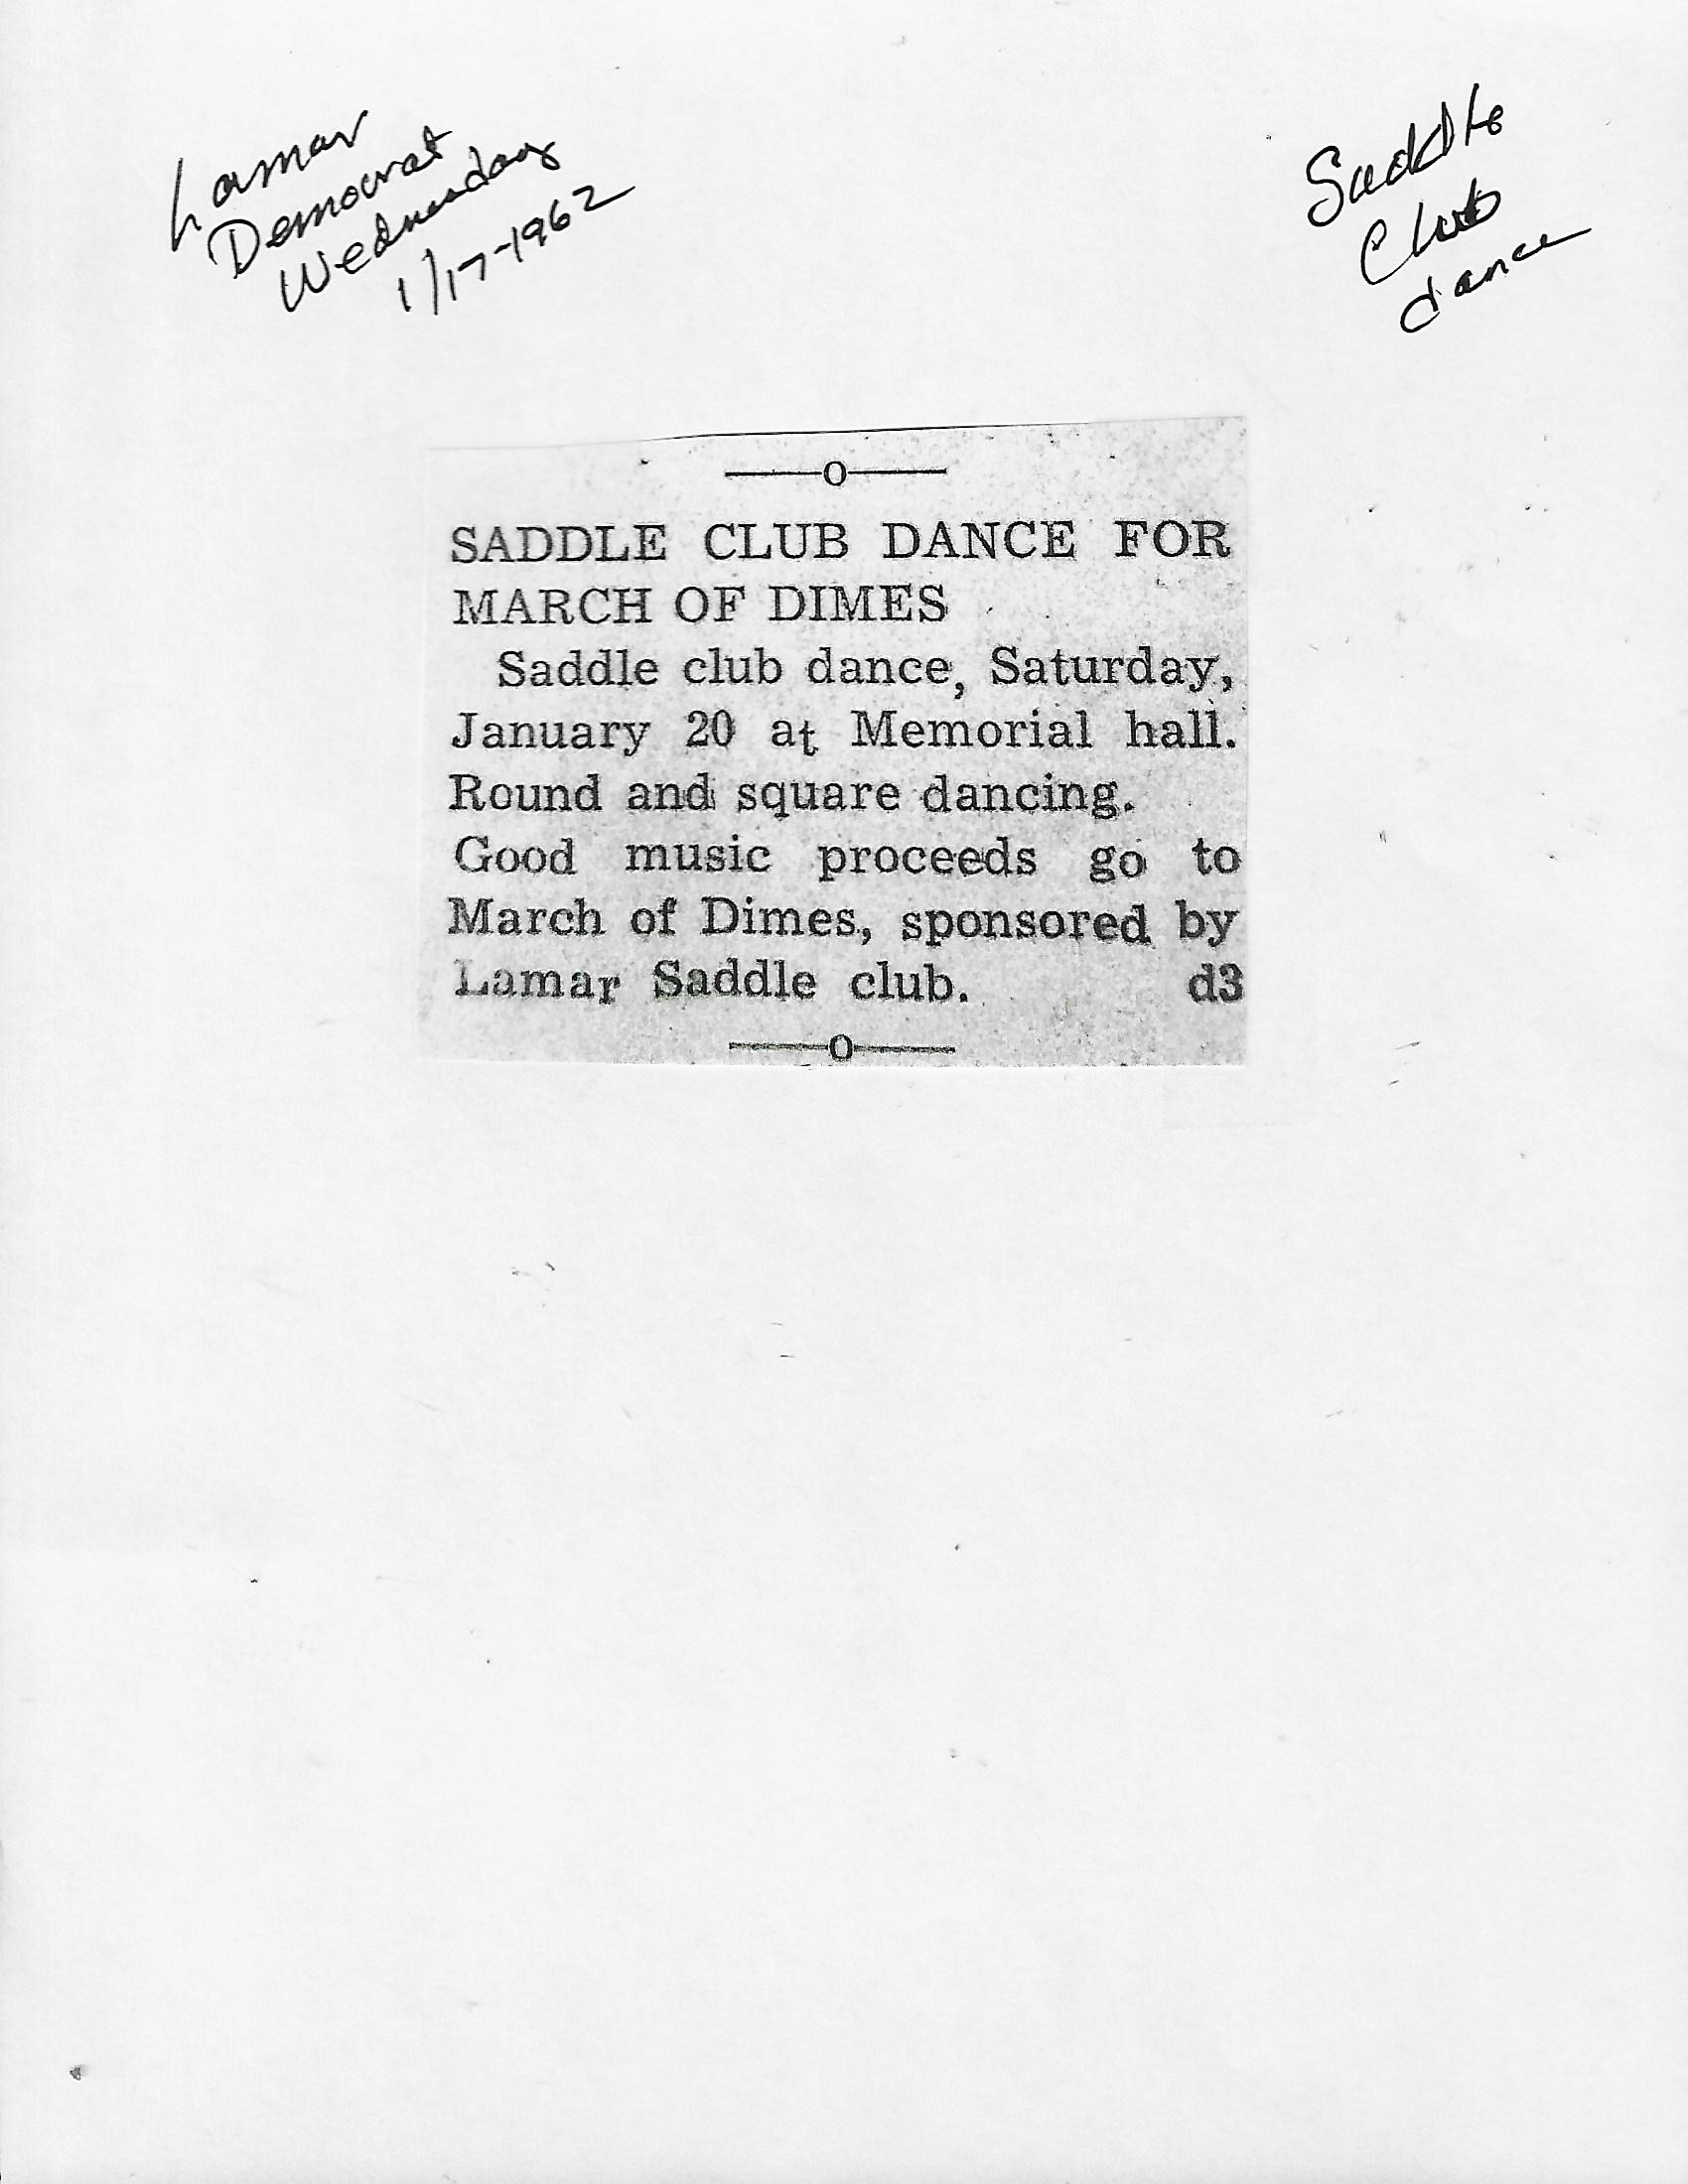 Lamar
Democrat
Wednesday
1/17-1962
Saddle
Club
dance
—o—
SADDLE CLUB DANCE FOR
MARCH OF DIMES
Saddle club dance, Saturday,
January 20 at Memorial hall.
Round and square dancing.
Good music proceeds go to
March of Dimes, sponsored by
Lamar Saddle club. d3
—o—